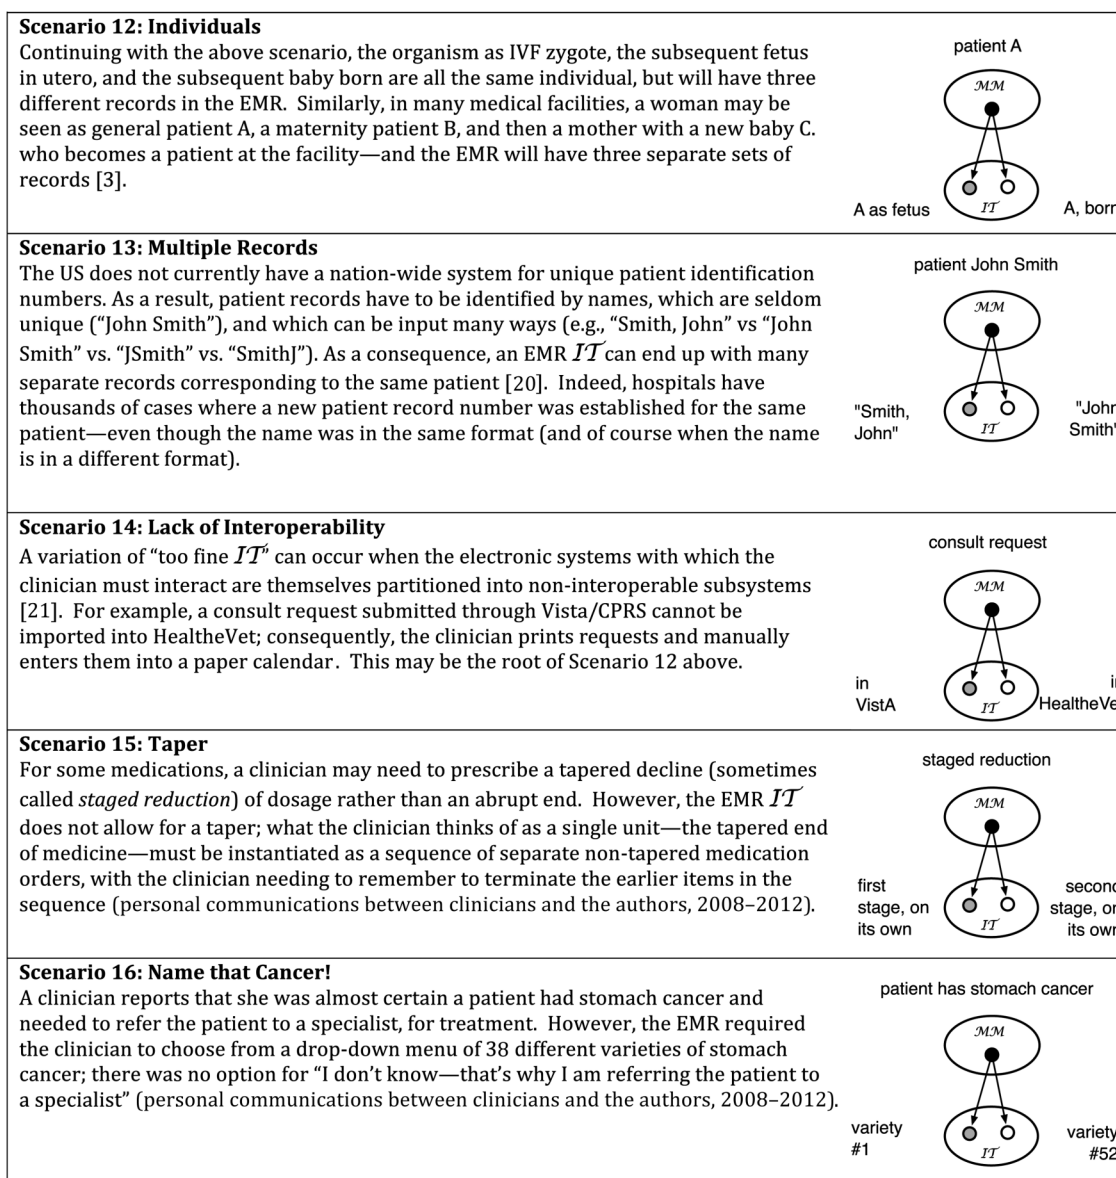 Scenario 12: Individuals
Continuing with the above scenario, the organism as IVF zygote, the subsequent fetus
in utero, and the subsequent baby born are all the same individual, but will have three
different records in the EMR.  Similarly, in many medical facilities, a woman may be
seen as general patient A, a maternity patient B, and then a mother with a new baby C.
who becomes a patient at the facility—and the EMR will have three separate sets of
records [3].
patient A
MM
IT
A as fetus
A, born
Scenario 13: Multiple Records
The US does not currently have a nation-wide system for unique patient identification
numbers. As a result, patient records have to be identified by names, which are seldom
unique (“John Smith”), and which can be input many ways (e.g., “Smith, John” vs “John
Smith” vs. “JSmith” vs. “SmithJ”). As a consequence, an EMR IT can end up with many
separate records corresponding to the same patient [20].  Indeed, hospitals have
thousands of cases where a new patient record number was established for the same
patient—even though the name was in the same format (and of course when the name
is in a different format).
patient John Smith
MM
IT
"Smith,
John"
"John
Smith"
Scenario 14: Lack of Interoperability
A variation of “too fine IT” can occur when the electronic systems with which the
clinician must interact are themselves partitioned into non-interoperable subsystems
[21].  For example, a consult request submitted through Vista/CPRS cannot be
imported into HealtheVet; consequently, the clinician prints requests and manually
enters them into a paper calendar.  This may be the root of Scenario 12 above.
consult request
MM
IT
in
VistA
i
HealtheVe
Scenario 15: Taper
For some medications, a clinician may need to prescribe a tapered decline (sometimes
called staged reduction) of dosage rather than an abrupt end.  However, the EMR IT
does not allow for a taper; what the clinician thinks of as a single unit—the tapered end
of medicine—must be instantiated as a sequence of separate non-tapered medication
orders, with the clinician needing to remember to terminate the earlier items in the
sequence (personal communications between clinicians and the authors, 2008–2012).
staged reduction
MM
IT
first
stage, on
its own
second
stage, on
its own
Scenario 16: Name that Cancer!
A clinician reports that she was almost certain a patient had stomach cancer and
needed to refer the patient to a specialist, for treatment.  However, the EMR required
the clinician to choose from a drop-down menu of 38 different varieties of stomach
cancer; there was no option for “I don’t know—that’s why I am referring the patient to
a specialist” (personal communications between clinicians and the authors, 2008–2012).
patient has stomach cancer
MM
IT
variety
#1
variety
#52